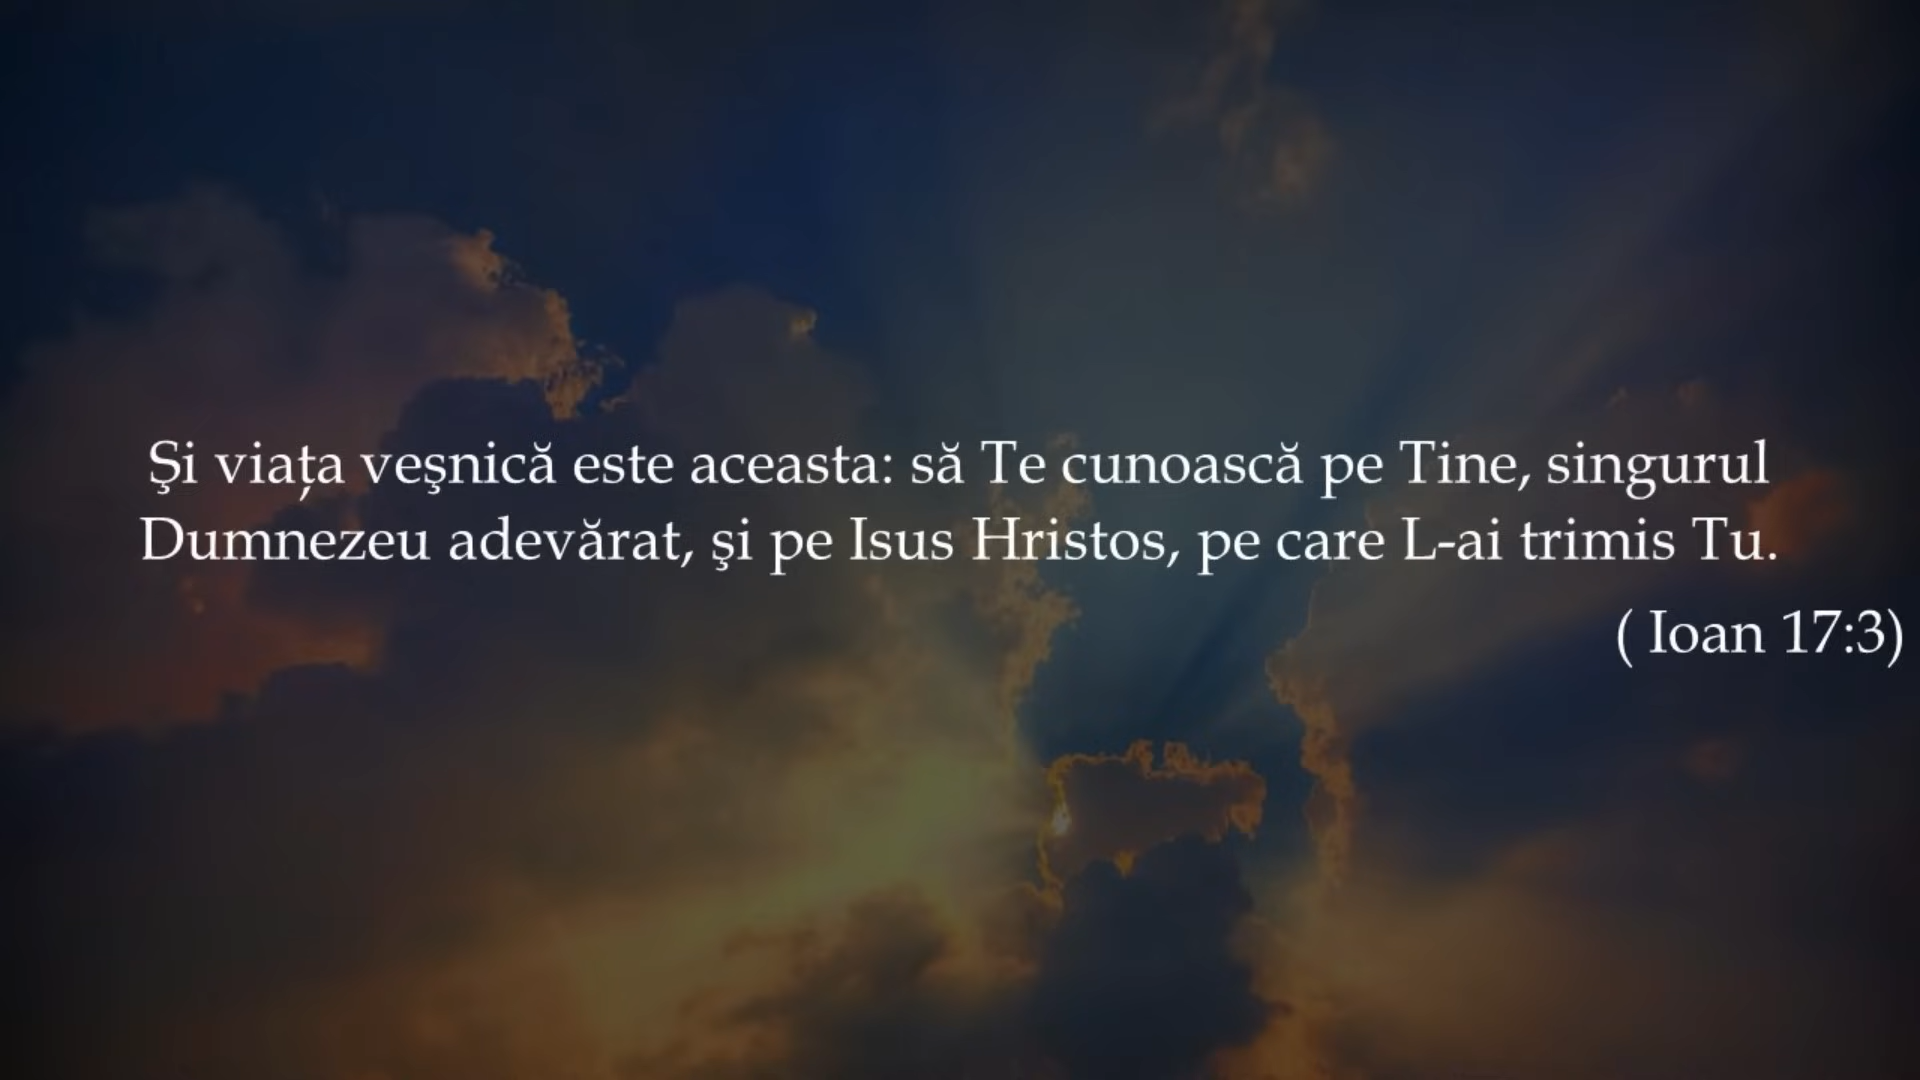 Şi viaţa veşnică este aceasta: să Te cunoască pe Tine, singurul
Dumnezeu adevărat, şi pe Isus Hristos, pe care L-ai trimis Tu.
( Ioan 17:3)